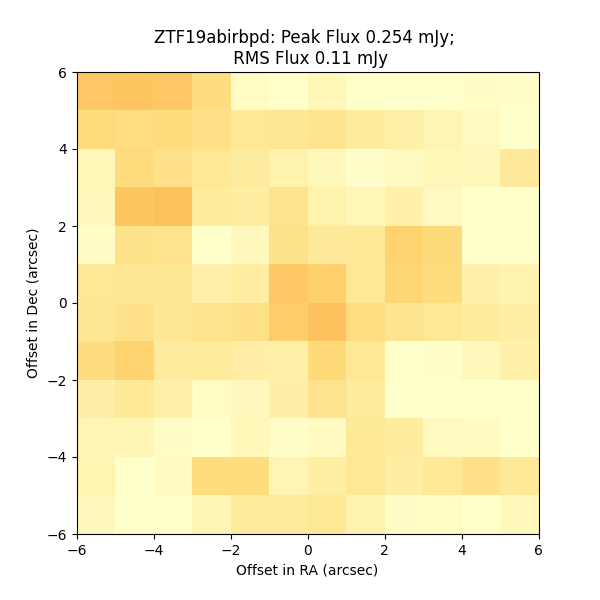 ZTF19abirbpd: Peak Flux 0.254 mJy;
RMS Flux 0.11 mJy
6
4
2
0
−2
−4
−6
Offset in Dec (arcsec)
−6 −4 −2 0 2 4 6
Offset in RA (arcsec)